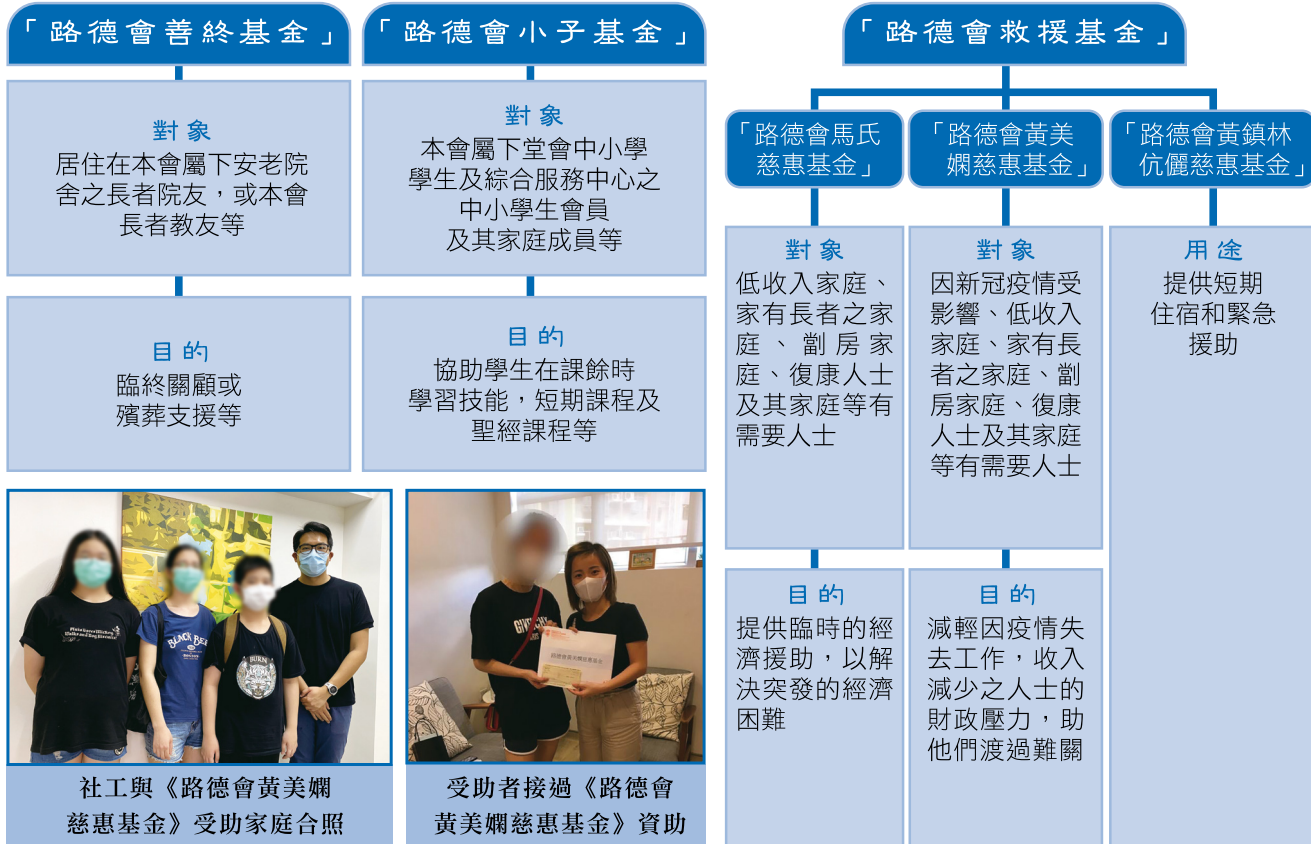 「路德會善終基金」
對象
居住在本會屬下安老院
舍之長者院友，或本會
長者教友等
目的
臨終關顧或
殯葬支援等
「路德會小子基金」
對象
本會屬下堂會中小學
學生及綜合服務中心之
中小學生會員
及其家庭成員等
目的
協助學生在課餘時
學習技能，短期課程及
聖經課程等
「路德會救援基金」
「路德會馬氏
慈惠基金」
對象
低收入家庭、
家有長者之家
庭、劏房家
庭、復康人士
及其家庭等有
需要人士
目的
提供臨時的經
濟援助，以解
決突發的經濟
困難
「路德會黃美
嫻慈惠基金」
對象
因新冠疫情受
影響、低收入
家庭、家有長
者之家庭、劏
房家庭、復康
人士及其家庭
等有需要人士
目的
減輕因疫情失
去工作，收入
減少之人士的
財政壓力，助
他們渡過難關
「路德會黃鎮林
伉儷慈惠基金」
用途
提供短期
住宿和緊急
援助
BLACK BEE
BURN
社工與《路德會黃美嫻
慈惠基金》受助家庭合照
GIVENCHY
路德會黃美嫻慈惠基金
受助者接過《路德會
黃美嫻慈惠基金》資助